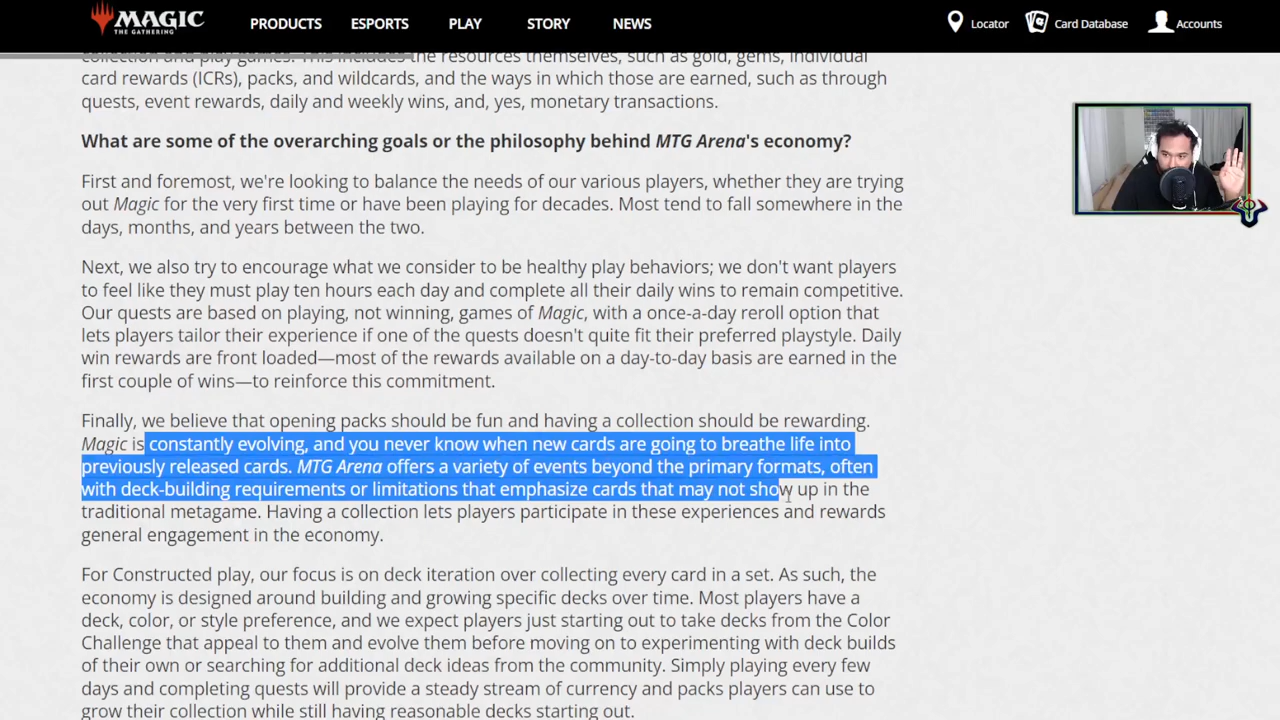 MAGIC
THE GATHERING
PRODUCTS
ESPORTS
PLAY
STORY
NEWS
Locator
Card Database
Accounts
collection and play games. This includes the resources themselves, such as gold, gems, individual
card rewards (ICRs), packs, and wildcards, and the ways in which those are earned, such as through
quests, event rewards, daily and weekly wins, and, yes, monetary transactions.
What are some of the overarching goals or the philosophy behind MTG Arena's economy?
First and foremost, we're looking to balance the needs of our various players, whether they are trying
out Magic for the very first time or have been playing for decades. Most tend to fall somewhere in the
days, months, and years between the two.
Next, we also try to encourage what we consider to be healthy play behaviors; we don't want players
to feel like they must play ten hours each day and complete all their daily wins to remain competitive.
Our quests are based on playing, not winning, games of Magic, with a once-a-day reroll option that
lets players tailor their experience if one of the quests doesn't quite fit their preferred playstyle. Daily
win rewards are front loaded—most of the rewards available on a day-to-day basis are earned in the
first couple of wins—to reinforce this commitment.
Finally, we believe that opening packs should be fun and having a collection should be rewarding.
Magic is constantly evolving, and you never know when new cards are going to breathe life into
previously released cards. MTG Arena offers a variety of events beyond the primary formats, often
with deck-building requirements or limitations that emphasize cards that may not show up in the
traditional metagame. Having a collection lets players participate in these experiences and rewards
general engagement in the economy.
For Constructed play, our focus is on deck iteration over collecting every card in a set. As such, the
economy is designed around building and growing specific decks over time. Most players have a
deck, color, or style preference, and we expect players just starting out to take decks from the Color
Challenge that appeal to them and evolve them before moving on to experimenting with deck builds
of their own or searching for additional deck ideas from the community. Simply playing every few
days and completing quests will provide a steady stream of currency and packs players can use to
grow their collection while still having reasonable decks starting out.